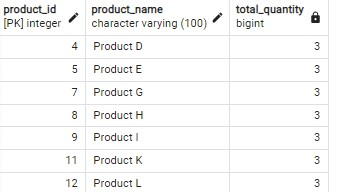 product_id product_name total_quantity
[PK] integer character varying (100) bigint
4 Product D 3
5 Product E 3
7 Product G 3
8 Product H 3
9 Product I 3
11 Product K 3
12 Product L 3